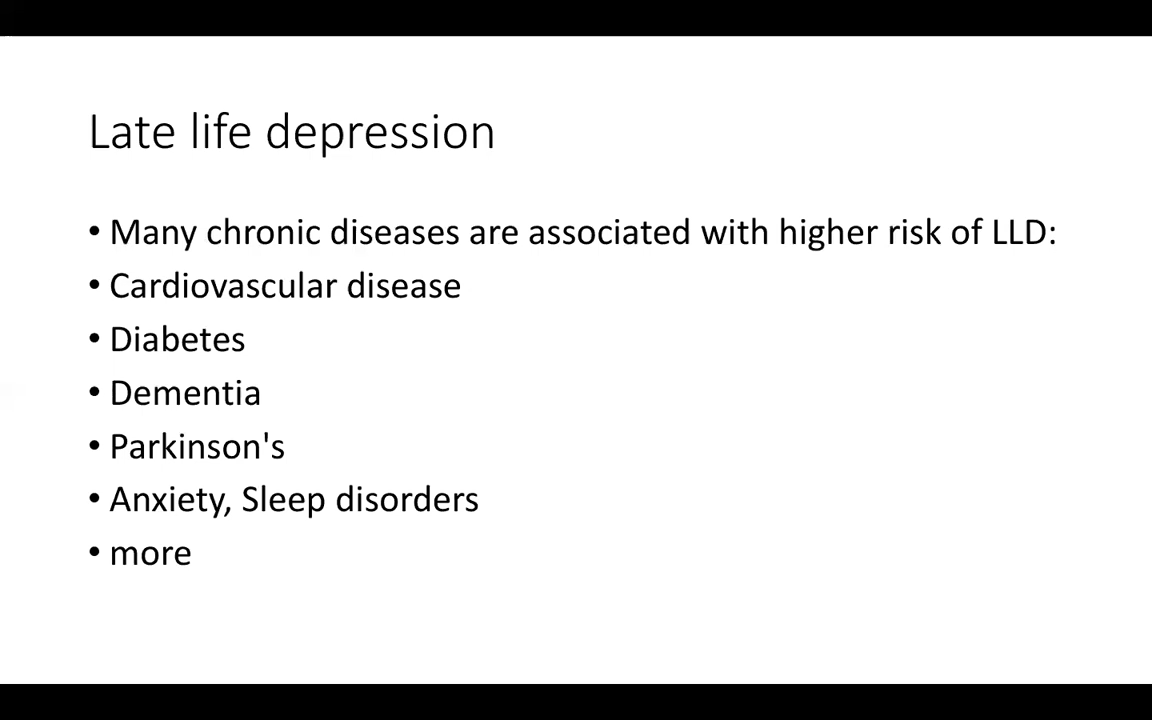 Late life depression
• Many chronic diseases are associated with higher risk of LLD:
• Cardiovascular disease
• Diabetes
• Dementia
• Parkinson's
• Anxiety, Sleep disorders
• more